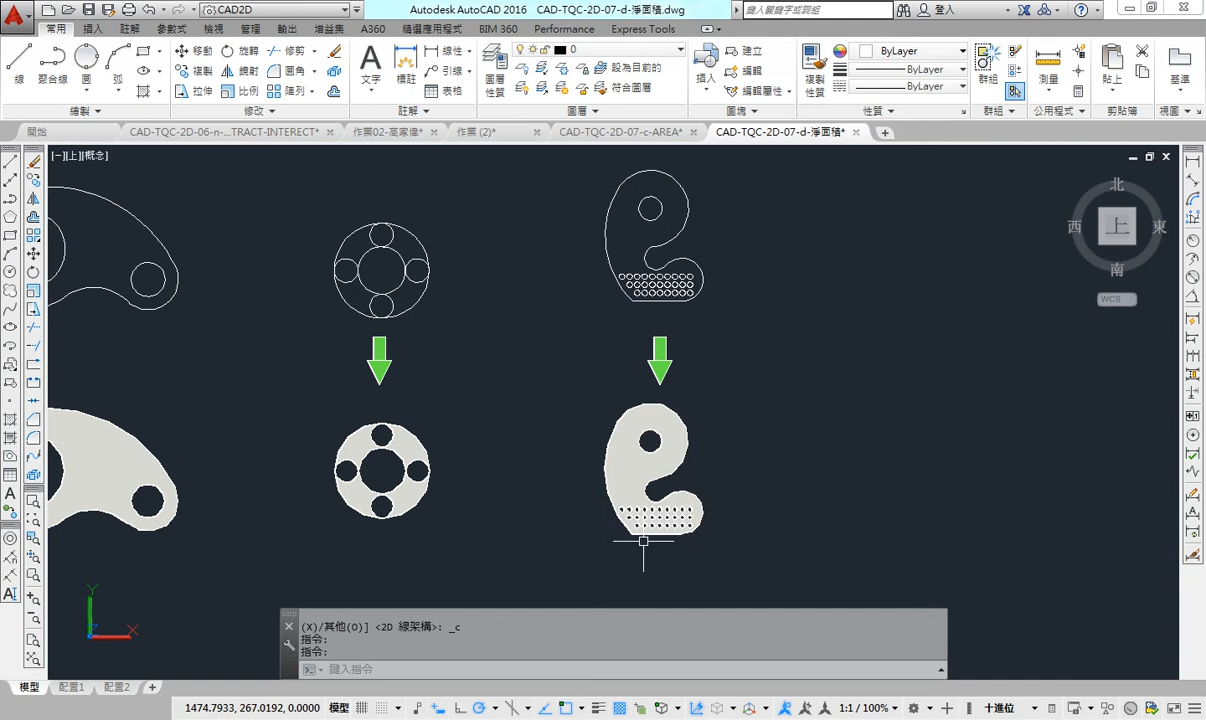 CAD2D
Autodesk AutoCAD 2016 CAD-TQC-2D-07-d-淨面積.dwg
鍵入關鍵字或詞組
登入
常用 插入 註解 參數式 檢視 管理 輸出 增益集 A360 精選應用程式 BIM 360 Performance Express Tools
線 聚合線 圓 弧
移動 旋轉 修剪
複製 鏡射 圓角
拉伸 比例 陣列
文字 標註
線性
引線
表格
圖層性質
0
設為目前的
符合圖層
插入
建立
編輯
編輯屬性
複製性質
ByLayer
ByLayer
ByLayer
群組 測量 貼上 基準
繪製 修改 註解 圖層 圖塊 性質 群組 公用程式 剪貼簿 視圖
開始 CAD-TQC-2D-06-n-...TRACT-INTERECT* 作業02-高家偉* 作業 (2)* CAD-TQC-2D-07-c-AREA* CAD-TQC-2D-07-d-淨面積*
[−][上][概念]
北
西 上 東
南
WCS
Y
X
(X)/其他(O)] <2D 線架構>: _c
指令:
指令:
鍵入指令
模型 配置1 配置2
1474.7933, 267.0192, 0.0000 模型 1:1 / 100% 十進位